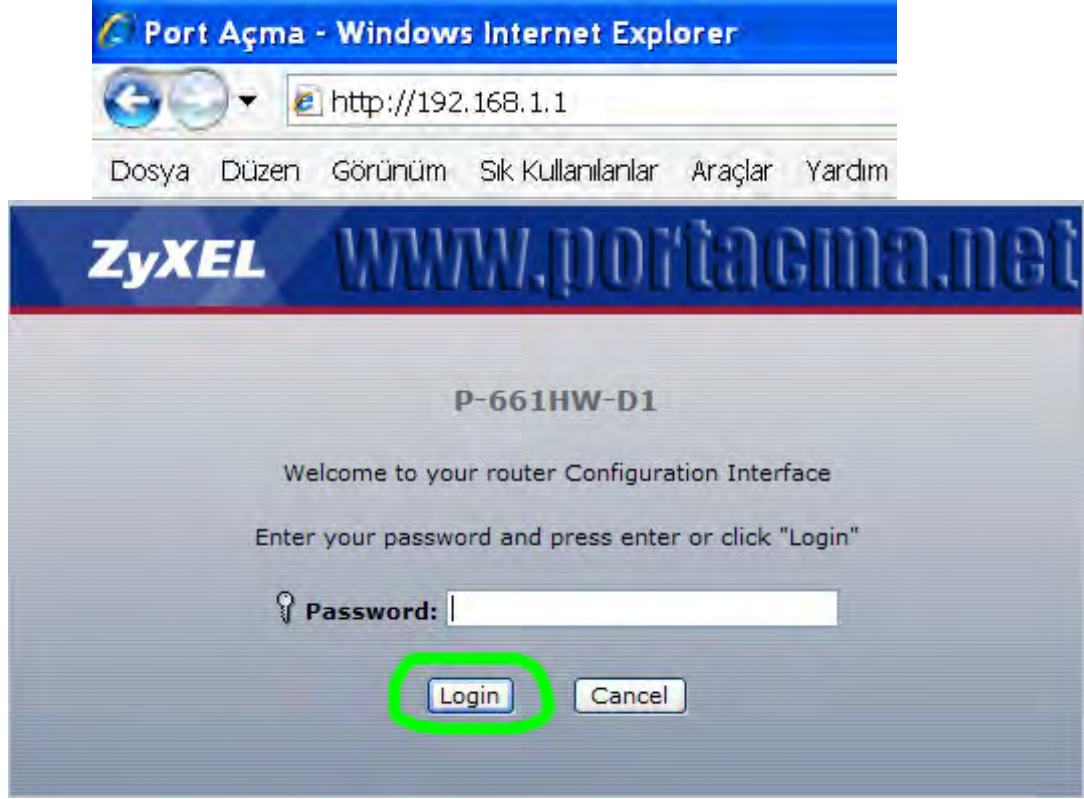 Port Açma - Windows Internet Explorer
http://192.168.1.1
Dosya Düzen Görünüm Sık Kullanılanlar Araçlar Yardım
ZyXEL www.portacma.net
P-661HW-D1
Welcome to your router Configuration Interface
Enter your password and press enter or click "Login"
Password:
Login Cancel